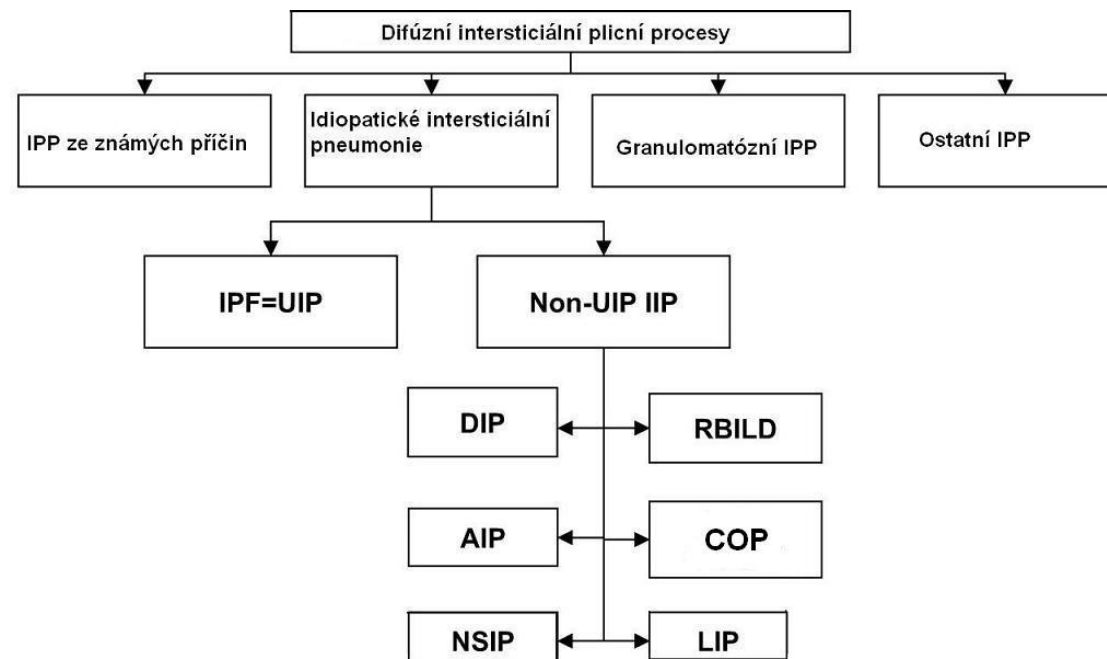 Difúzní intersticiální plicní procesy
IPP ze známých příčin
Idiopatické intersticiální
pneumonie
Granulomatózní IPP
Ostatní IPP
IPF=UIP
Non-UIP IIP
DIP
RBILD
AIP
COP
NSIP
LIP